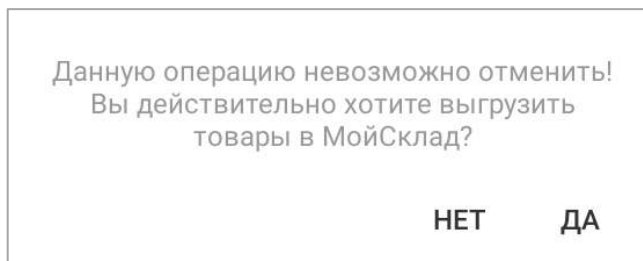 Данную операцию невозможно отменить!
Вы действительно хотите выгрузить
товары в МойСклад?
НЕТ ДА